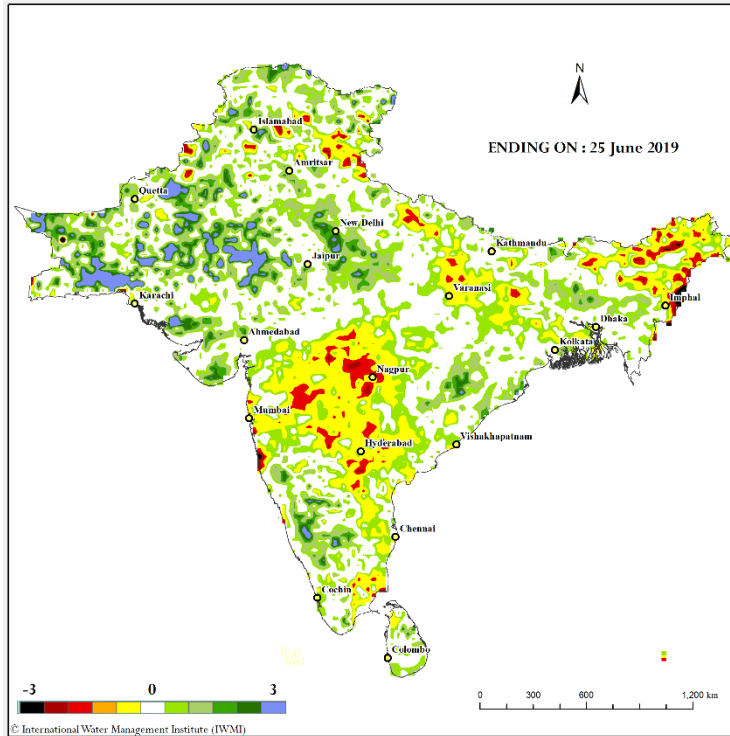 N
ENDING ON : 25 June 2019
Islamabad
Amritsar
Quetta
New Delhi
Kathmandu
Jaipur
Varanasi
Karachi
Imphal
Dhaka
Ahmedabad
Kolkata
Nagpur
Mumbai
Vishakhapatnam
Hyderabad
Chennai
Cochin
Colombo
-3 0 3
0 300 600 1,200 km
© International Water Management Institute (IWMI)